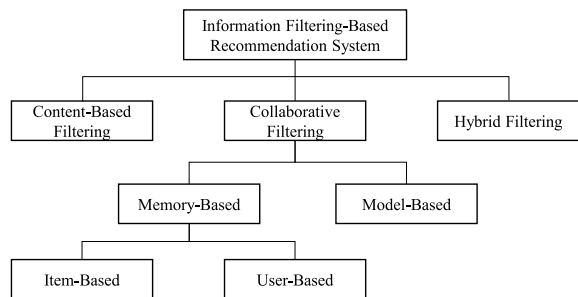 Information Filtering-Based
Recommendation System
Content-Based
Filtering
Collaborative
Filtering
Hybrid Filtering
Memory-Based
Model-Based
Item-Based
User-Based